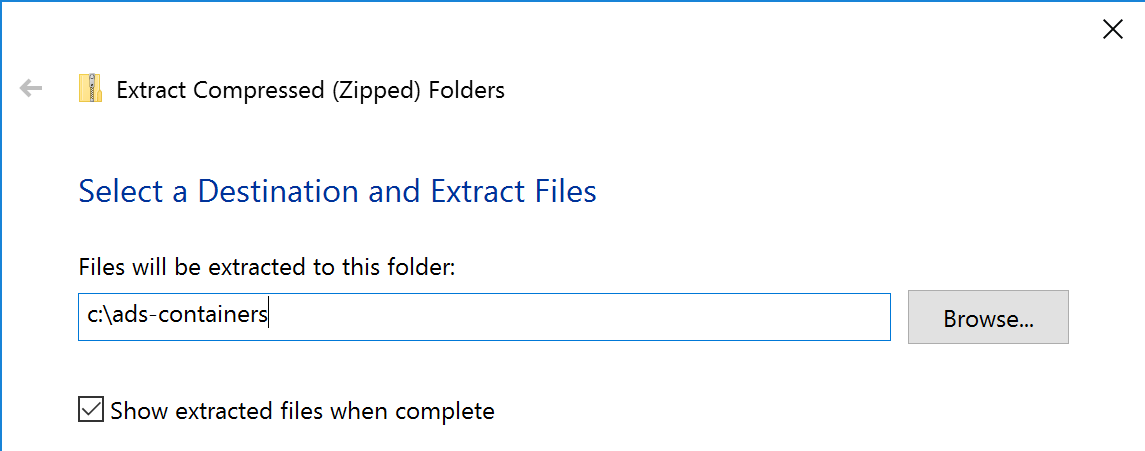 Extract Compressed (Zipped) Folders
Select a Destination and Extract Files
Files will be extracted to this folder:
c:\ads-containers
Browse...
Show extracted files when complete